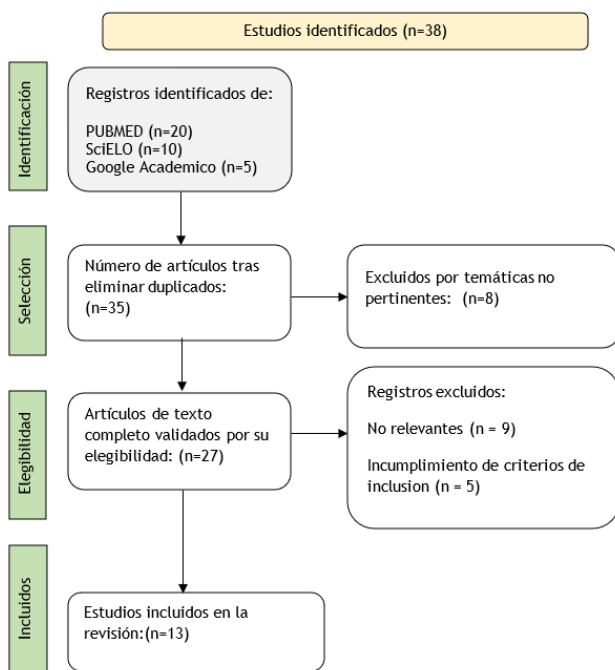 Estudios identificados (n=38)
Identificación
Registros identificados de:
PUBMED (n=20)
SciELO (n=10)
Google Academico (n=5)
Selección
Número de artículos tras
eliminar duplicados:
(n=35)
Excluidos por temáticas no
pertinentes: (n=8)
Elegibilidad
Artículos de texto
completo validados por su
elegibilidad: (n=27)
Registros excluidos:
No relevantes (n = 9)
Incumplimiento de criterios de
inclusion (n = 5)
Incluidos
Estudios incluidos en la
revisión:(n=13)